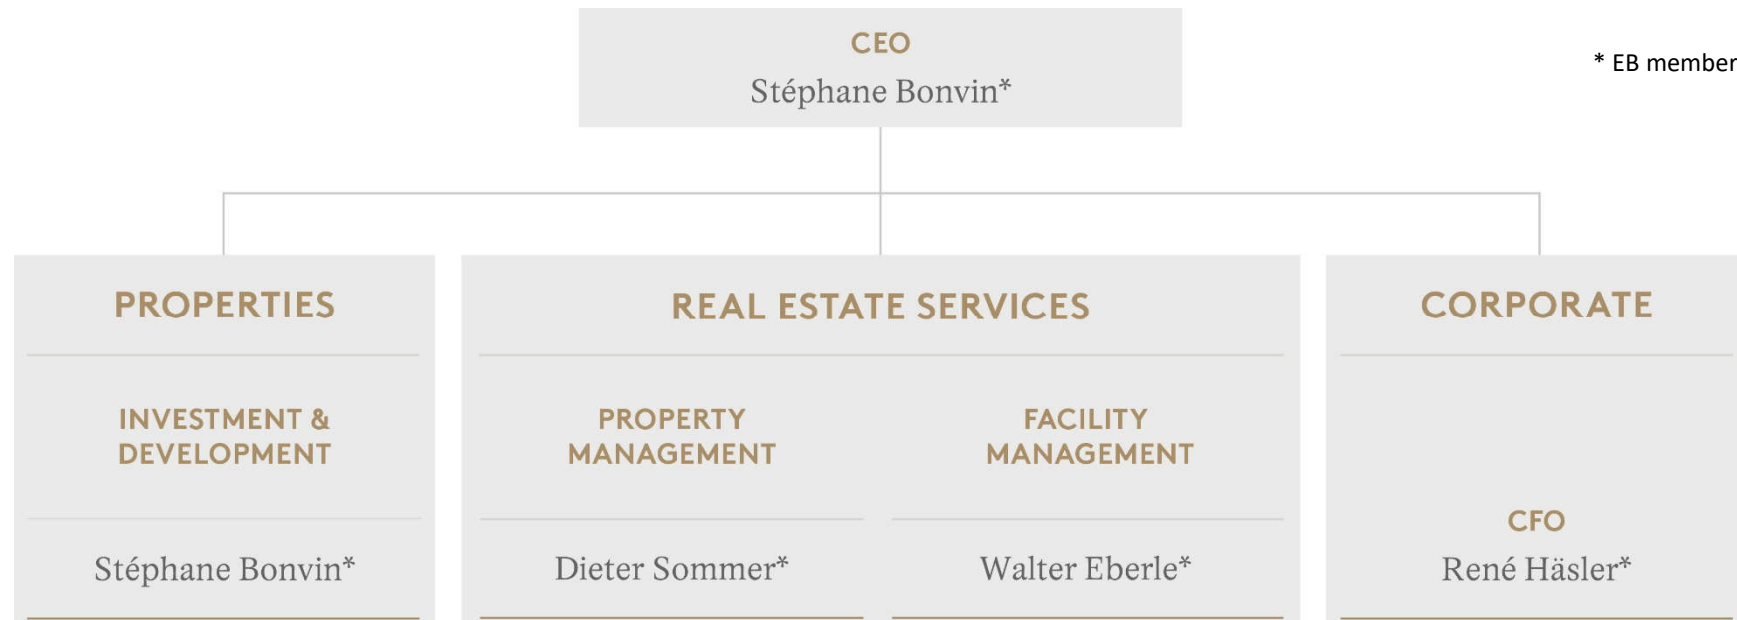 CEO
Stéphane Bonvin*
* EB member
PROPERTIES
INVESTMENT &
DEVELOPMENT
Stéphane Bonvin*
REAL ESTATE SERVICES
PROPERTY
MANAGEMENT
Dieter Sommer*
FACILITY
MANAGEMENT
Walter Eberle*
CORPORATE
CFO
René Häsler*